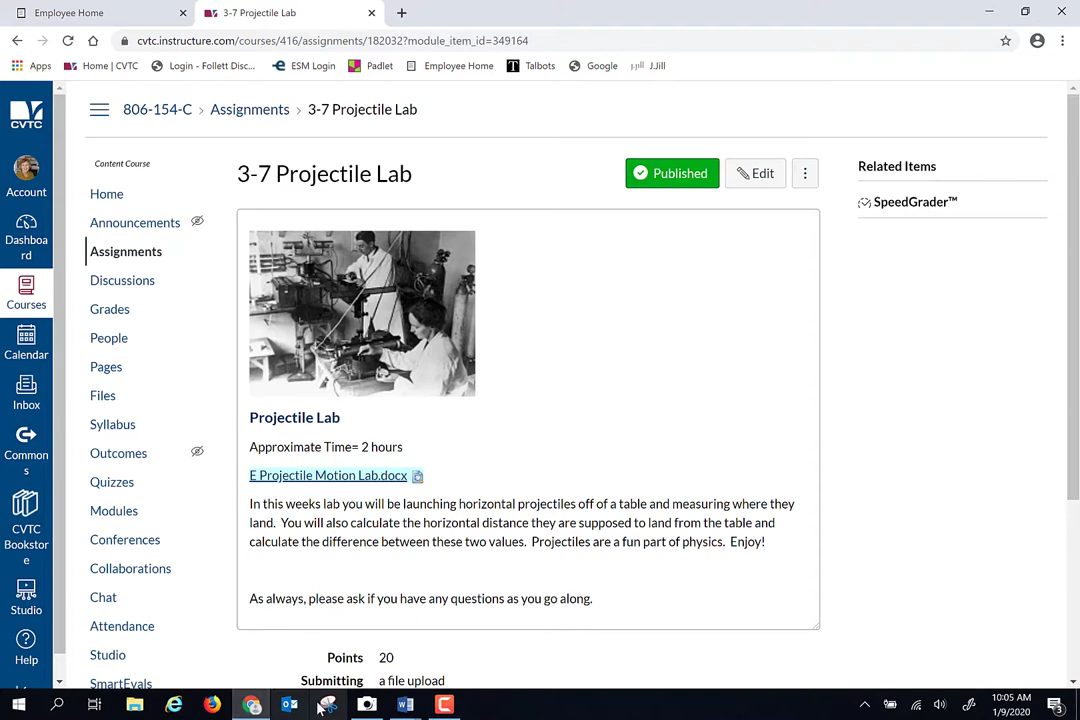 Employee Home
3-7 Projectile Lab
cvtc.instructure.com/courses/416/assignments/182032?module_item_id=349164
Apps
Home | CVTC
Login - Follett Disc...
ESM Login
Padlet
Employee Home
Talbots
Google
J.Jill
CVTC
Account
Dashboa
rd
Courses
Calendar
Inbox
Common
s
CVTC
Bookstor
e
Studio
Help
806-154-C > Assignments > 3-7 Projectile Lab
Content Course
Home
Announcements
Assignments
Discussions
Grades
People
Pages
Files
Syllabus
Outcomes
Quizzes
Modules
Conferences
Collaborations
Chat
Attendance
Studio
SmartEvals
3-7 Projectile Lab
Published
Edit
Related Items
SpeedGrader™
Projectile Lab
Approximate Time= 2 hours
E Projectile Motion Lab.docx
In this weeks lab you will be launching horizontal projectiles off of a table and measuring where they
land. You will also calculate the horizontal distance they are supposed to land from the table and
calculate the difference between these two values. Projectiles are a fun part of physics. Enjoy!
As always, please ask if you have any questions as you go along.
Points 20
Submitting a file upload
10:05 AM
1/9/2020
3